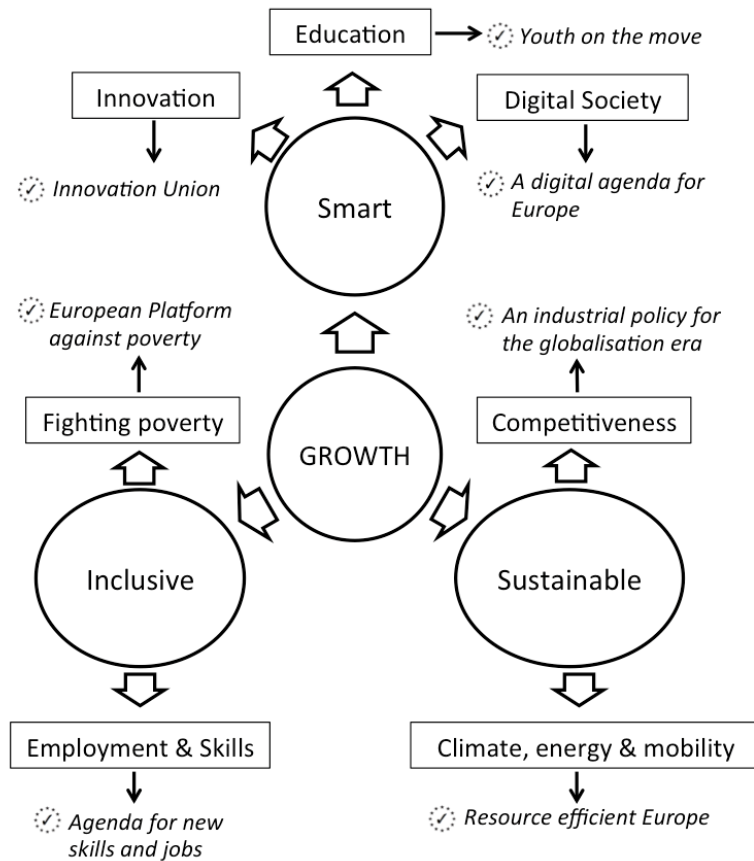 Education
Youth on the move
Innovation
Digital Society
Innovation Union
A digital agenda for
Europe
Smart
European Platform
against poverty
An industrial policy for
the globalisation era
Fighting poverty
Competitiveness
GROWTH
Inclusive
Sustainable
Employment & Skills
Climate, energy & mobility
Agenda for new
skills and jobs
Resource efficient Europe